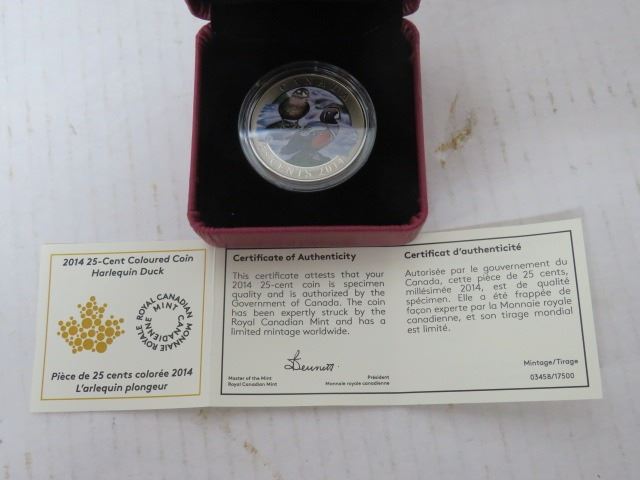 CANADA
CENTS 2014
2014 25-Cent Coloured Coin
Harlequin Duck
ROYAL CANADIAN MINT
MONNAIE ROYALE CANADIENNE
Pièce de 25 cents colorée 2014
L'arlequin plongeur
Certificate of Authenticity
This certificate attests that your
2014 25-cent coin is specimen
quality and is authorized by the
Government of Canada. The coin
has been expertly struck by the
Royal Canadian Mint and has a
limited mintage worldwide.
Certificat d'authenticité
Autorisée par le gouvernement du
Canada, cette pièce de 25 cents,
millésimée 2014, est de qualité
spécimen. Elle a été frappée de
façon experte par la Monnaie royale
canadienne, et son tirage mondial
est limité.
Bennett
Master of the Mint
Royal Canadian Mint
Président
Monnaie royale canadienne
Mintage/Tirage
03458/17500